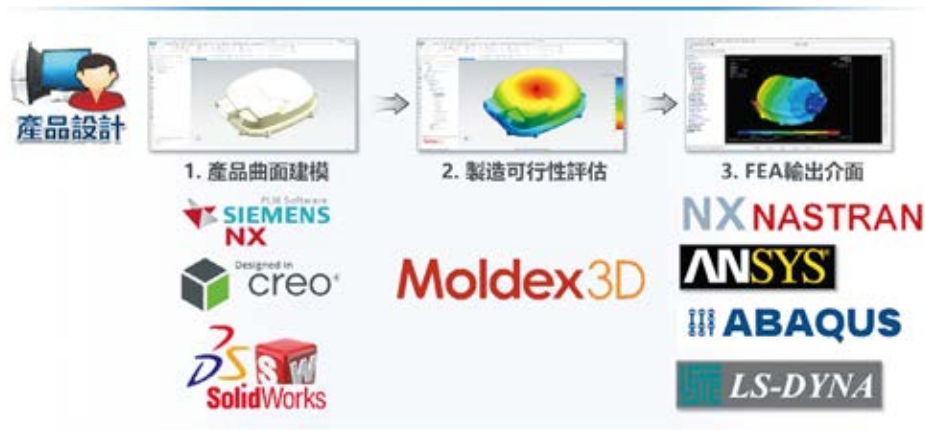 產品設計
1. 產品曲面建模
2. 製造可行性評估
3. FEA輸出介面
PLM Software
SIEMENS
NX
Designed in
creo
DS SW
SolidWorks
Moldex3D
NX NASTRAN
ANSYS
ABAQUS
LS-DYNA